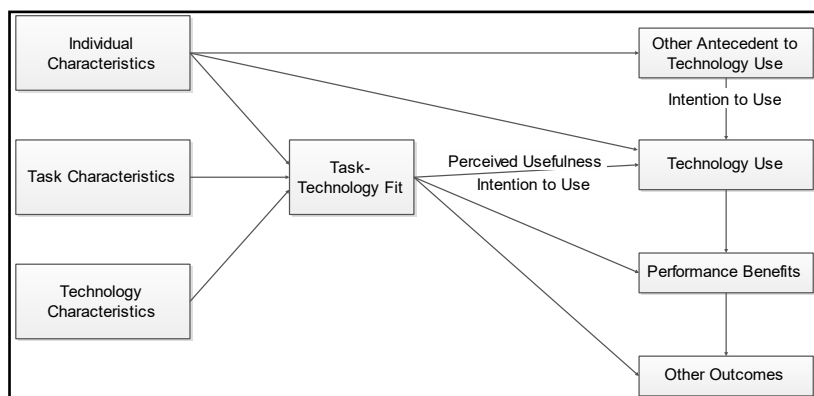 Individual
Characteristics
Other Antecedent to
Technology Use
Intention to Use
Task Characteristics
Task-
Technology Fit
Perceived Usefulness
Intention to Use
Technology Use
Technology
Characteristics
Performance Benefits
Other Outcomes